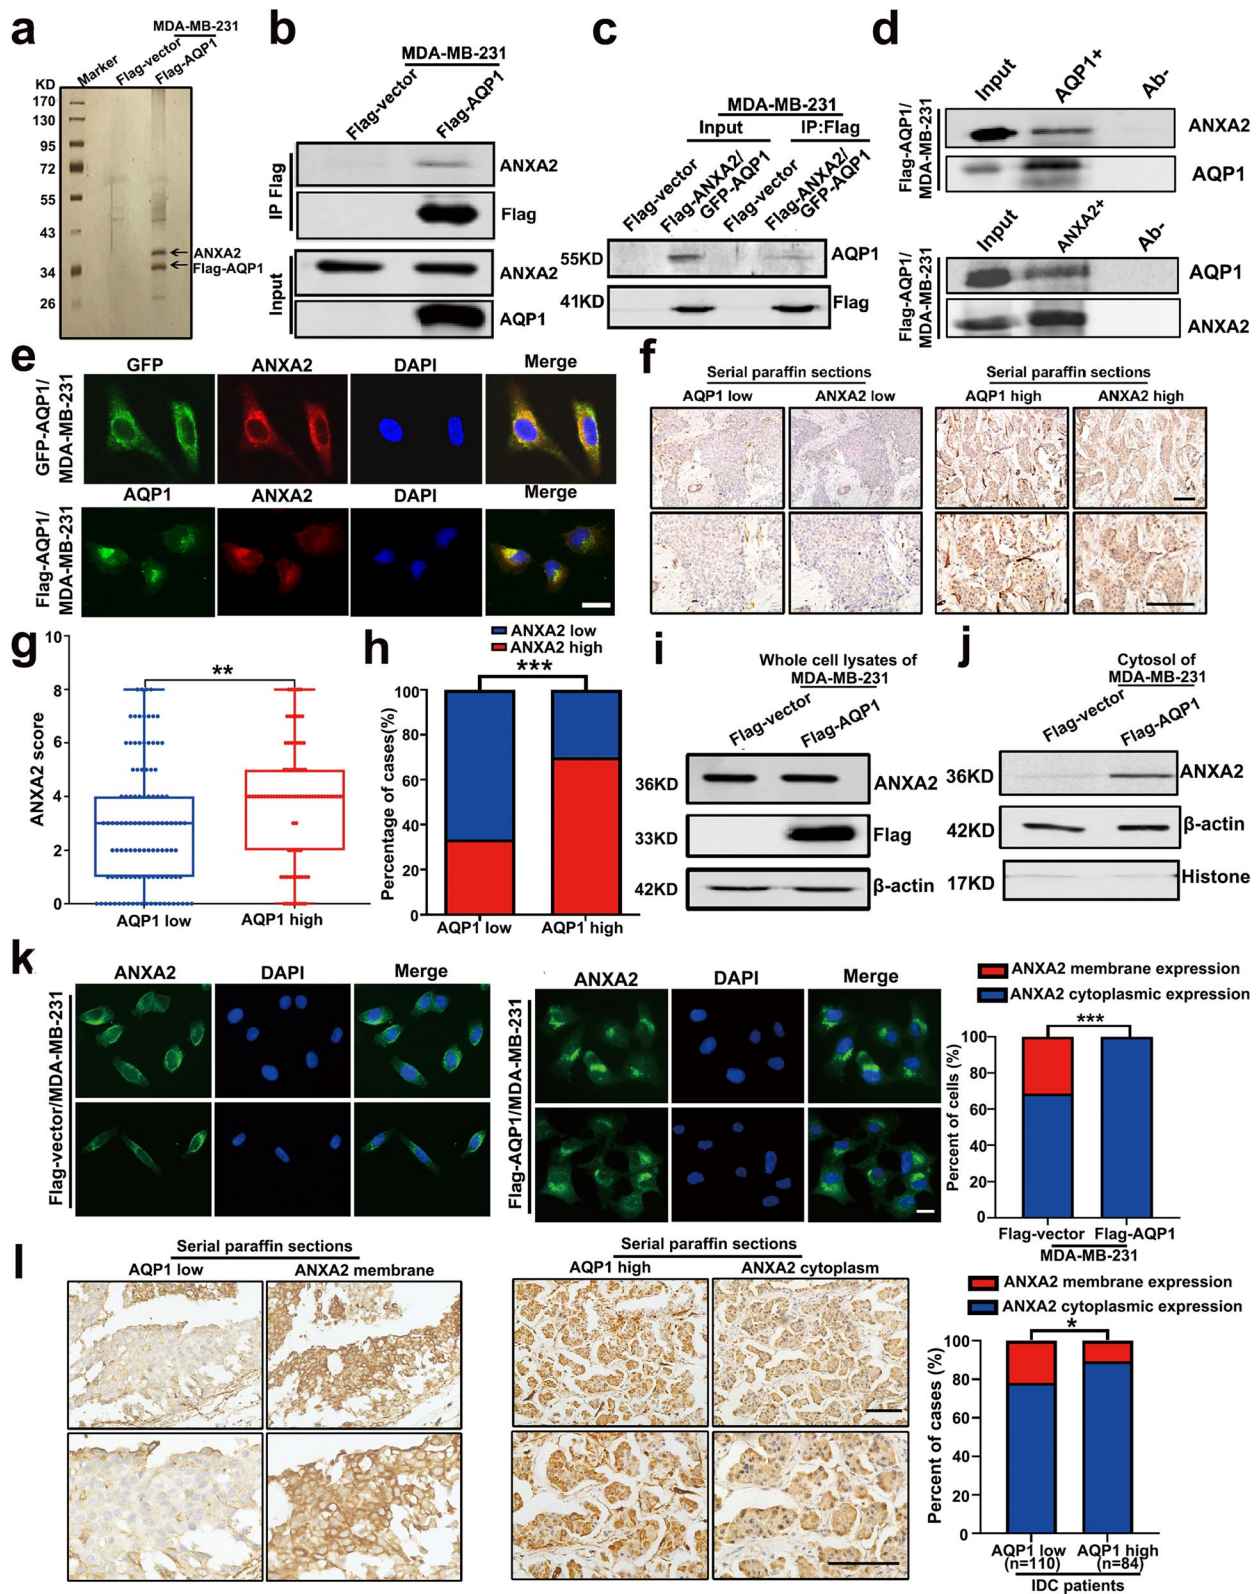 a
MDA-MB-231
KD
Marker
Flag-vector
Flag-AQP1
170
130
95
72
55
43
34
26
ANXA2
Flag-AQP1
b
MDA-MB-231
Flag-vector
Flag-AQP1
IP Flag
ANXA2
Flag
Input
ANXA2
AQP1
c
MDA-MB-231
Input
IP:Flag
Flag-vector
Flag-ANXA2/
GFP-AQP1
Flag-vector
Flag-ANXA2/
GFP-AQP1
55KD
AQP1
41KD
Flag
d
Input
AQP1+
Ab-
Flag-AQP1/
MDA-MB-231
ANXA2
AQP1
Input
ANXA2+
Ab-
Flag-AQP1/
MDA-MB-231
AQP1
ANXA2
e
GFP
ANXA2
DAPI
Merge
GFP-AQP1/
MDA-MB-231
AQP1
ANXA2
DAPI
Merge
Flag-AQP1/
MDA-MB-231
f
Serial paraffin sections
AQP1 low
ANXA2 low
Serial paraffin sections
AQP1 high
ANXA2 high
g
ANXA2 score
10
8
6
4
2
0
**
AQP1 low
AQP1 high
h
ANXA2 low
ANXA2 high
***
Percentage of cases(%)
100
80
60
40
20
0
AQP1 low
AQP1 high
i
Whole cell lysates of
MDA-MB-231
Flag-vector
Flag-AQP1
36KD
ANXA2
33KD
Flag
42KD
β-actin
j
Cytosol of
MDA-MB-231
Flag-vector
Flag-AQP1
36KD
ANXA2
42KD
β-actin
17KD
Histone
k
ANXA2
DAPI
Merge
Flag-vector/MDA-MB-231
ANXA2
DAPI
Merge
Flag-AQP1/MDA-MB-231
ANXA2 membrane expression
ANXA2 cytoplasmic expression
***
Percent of cells (%)
100
80
60
40
20
0
Flag-vector
Flag-AQP1
MDA-MB-231
l
Serial paraffin sections
AQP1 low
ANXA2 membrane
Serial paraffin sections
AQP1 high
ANXA2 cytoplasm
ANXA2 membrane expression
ANXA2 cytoplasmic expression
*
Percent of cases (%)
100
80
60
40
20
0
AQP1 low
(n=110)
AQP1 high
(n=84)
IDC patients